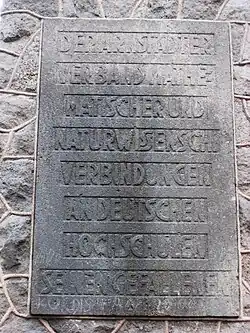 DER ARNSTÄDTER
VERBAND MATHE-
MATISCHER UND
NATURWISSENSCH.
VERBINDUNGEN
AN DEUTSCHEN
HOCHSCHULEN
SEINEN GEFALLENEN